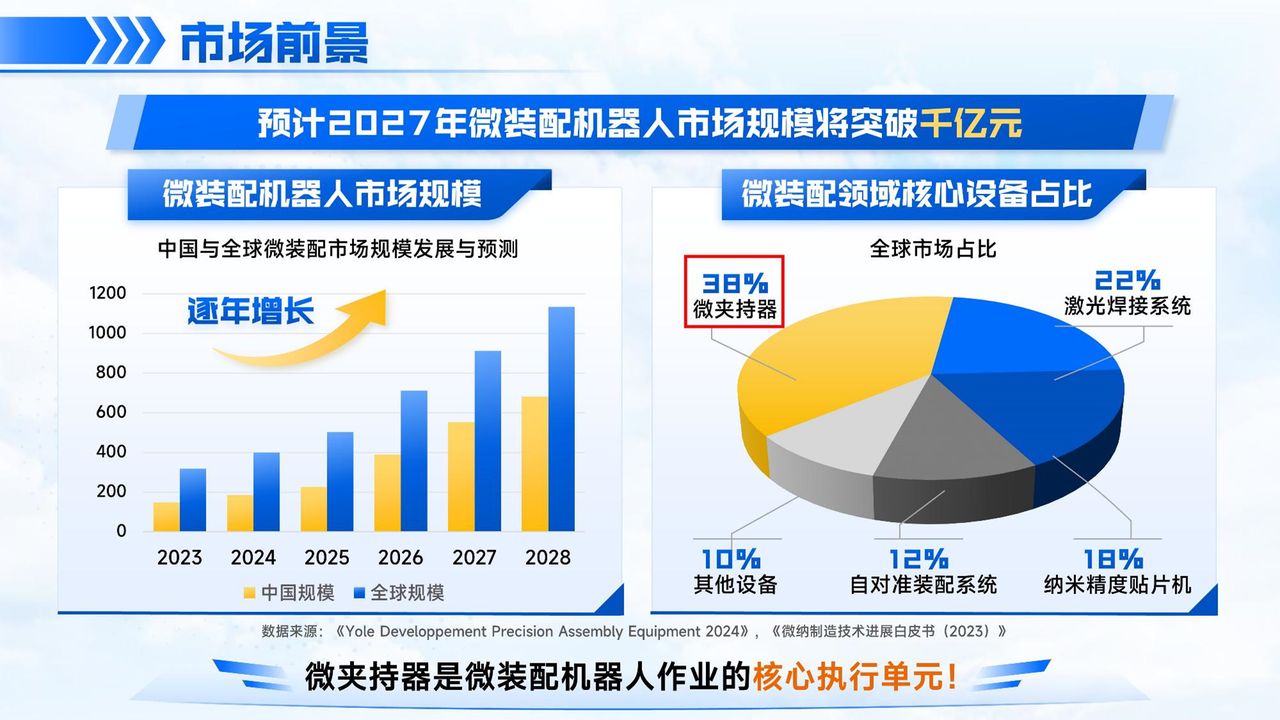 市场前景
预计2027年微装配机器人市场规模将突破千亿元
微装配机器人市场规模
中国与全球微装配市场规模发展与预测
逐年增长
1200
1000
800
600
400
200
0
2023 2024 2025 2026 2027 2028
中国规模 全球规模
微装配领域核心设备占比
全球市场占比
38%
微夹持器
22%
激光焊接系统
10%
其他设备
12%
自对准装配系统
18%
纳米精度贴片机
数据来源：《Yole Developpement Precision Assembly Equipment 2024》，《微纳制造技术进展白皮书（2023）》
微夹持器是微装配机器人作业的核心执行单元！